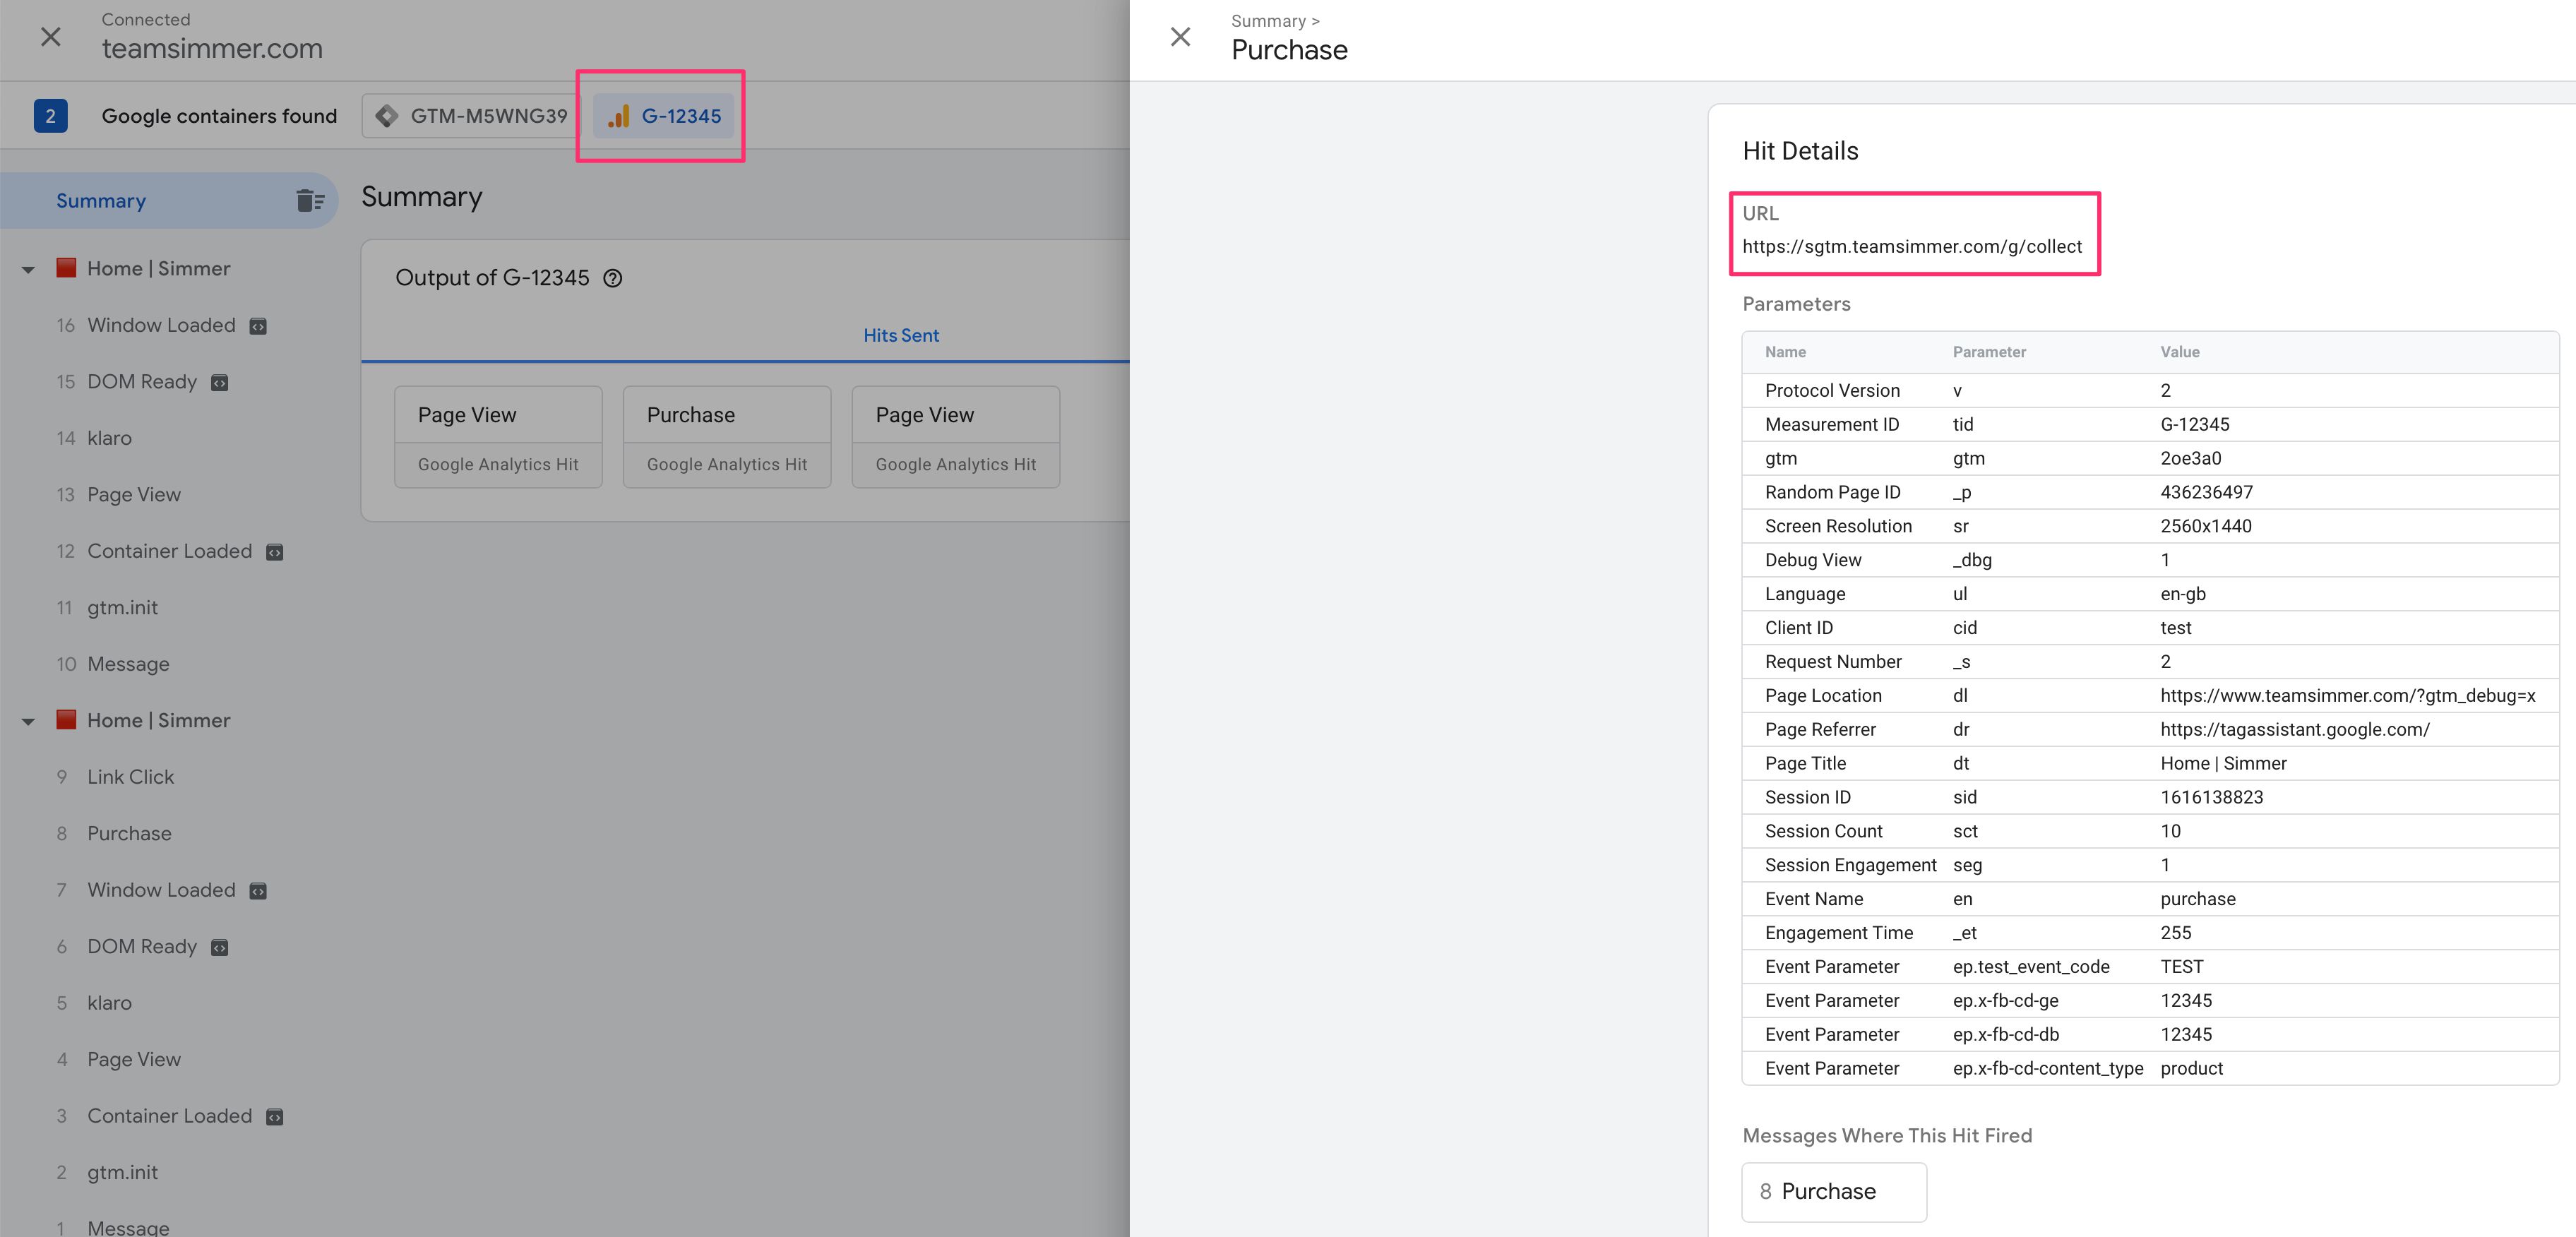 Connected
teamsimmer.com
2 Google containers found GTM-M5WNG39 G-12345
Summary
Home | Simmer
16 Window Loaded
15 DOM Ready
14 klaro
13 Page View
12 Container Loaded
11 gtm.init
10 Message
Home | Simmer
9 Link Click
8 Purchase
7 Window Loaded
6 DOM Ready
5 klaro
4 Page View
3 Container Loaded
2 gtm.init
1 Message
Summary
Output of G-12345
Hits Sent
Page View Purchase Page View
Google Analytics Hit Google Analytics Hit Google Analytics Hit
Summary >
Purchase
Hit Details
URL
https://sgtm.teamsimmer.com/g/collect
Parameters
Name Parameter Value
Protocol Version v 2
Measurement ID tid G-12345
gtm gtm 2oe3a0
Random Page ID _p 436236497
Screen Resolution sr 2560x1440
Debug View _dbg 1
Language ul en-gb
Client ID cid test
Request Number _s 2
Page Location dl https://www.teamsimmer.com/?gtm_debug=x
Page Referrer dr https://tagassistant.google.com/
Page Title dt Home | Simmer
Session ID sid 1616138823
Session Count sct 10
Session Engagement seg 1
Event Name en purchase
Engagement Time _et 255
Event Parameter ep.test_event_code TEST
Event Parameter ep.x-fb-cd-ge 12345
Event Parameter ep.x-fb-cd-db 12345
Event Parameter ep.x-fb-cd-content_type product
Messages Where This Hit Fired
8 Purchase